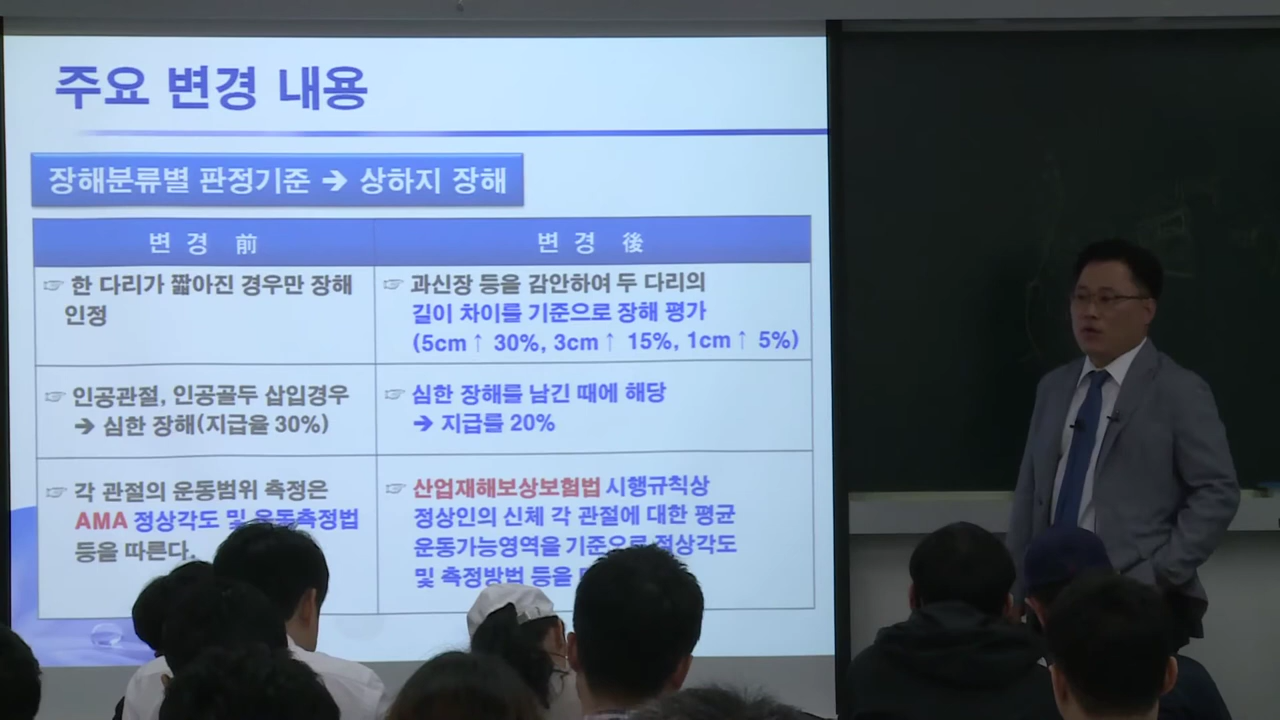 주요 변경 내용
장해분류별 판정기준 → 상하지 장해
변 경 前
변 경 後
☞ 한 다리가 짧아진 경우만 장해
인정
☞ 과신장 등을 감안하여 두 다리의
길이 차이를 기준으로 장해 평가
(5cm↑ 30%, 3cm↑ 15%, 1cm↑ 5%)
☞ 인공관절, 인공골두 삽입경우
→ 심한 장해(지급율 30%)
☞ 심한 장해를 남긴 때에 해당
→ 지급률 20%
☞ 각 관절의 운동범위 측정은
AMA 정상각도 및 운동측정법
등을 따른다.
☞ 산업재해보상보험법 시행규칙상
정상인의 신체 각 관절에 대한 평균
운동가능영역을 기준으로 정상각도
및 측정방법 등을